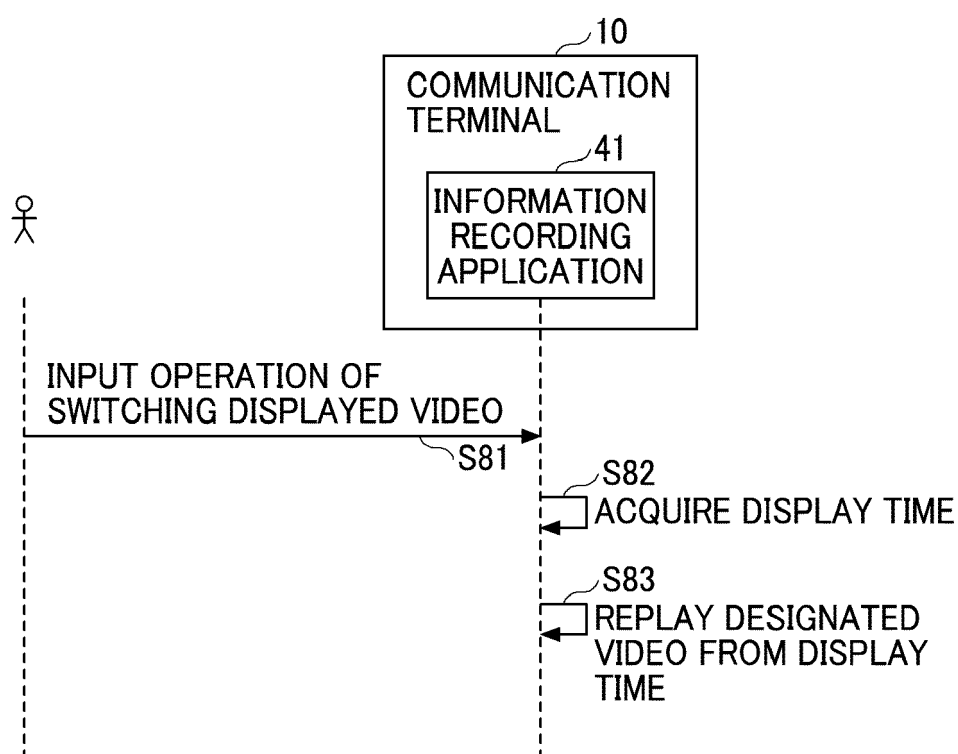 10
COMMUNICATION
TERMINAL
41
INFORMATION
RECORDING
APPLICATION
INPUT OPERATION OF
SWITCHING DISPLAYED VIDEO
S81
S82
ACQUIRE DISPLAY TIME
S83
REPLAY DESIGNATED
VIDEO FROM DISPLAY
TIME